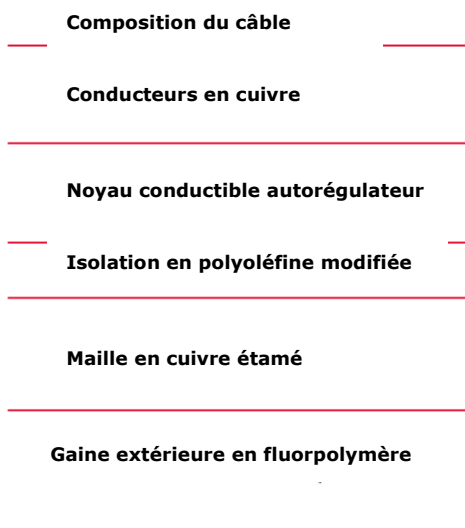 Composition du câble
Conducteurs en cuivre
Noyau conductible autorégulateur
Isolation en polyoléfine modifiée
Maille en cuivre étamé
Gaine extérieure en fluorpolymère